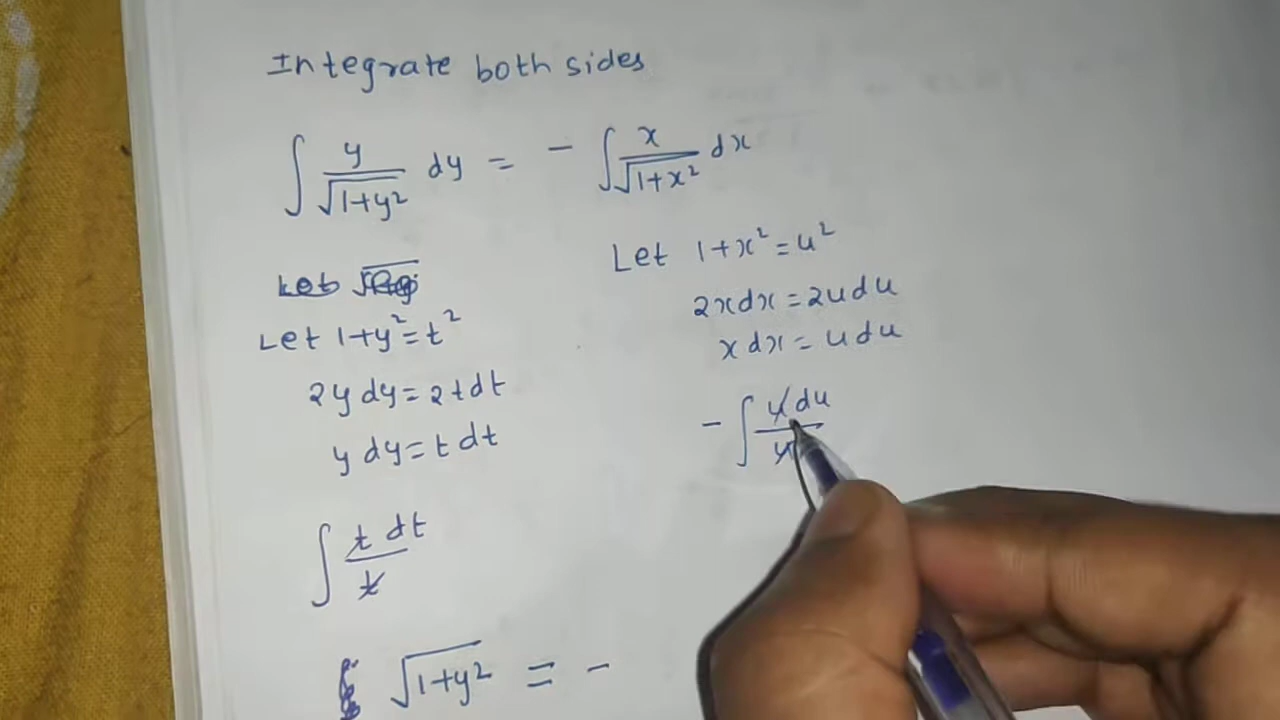 Integrate both sides
∫ y/√(1+y²) dy = - ∫ x/√(1+x²) dx
Let
Let 1+y²=t²
2y dy = 2t dt
y dy = t dt
∫ t dt/t
Let 1+x²=u²
2x dx = 2u du
x dx = u du
- ∫ u du/u
√(1+y²) = -